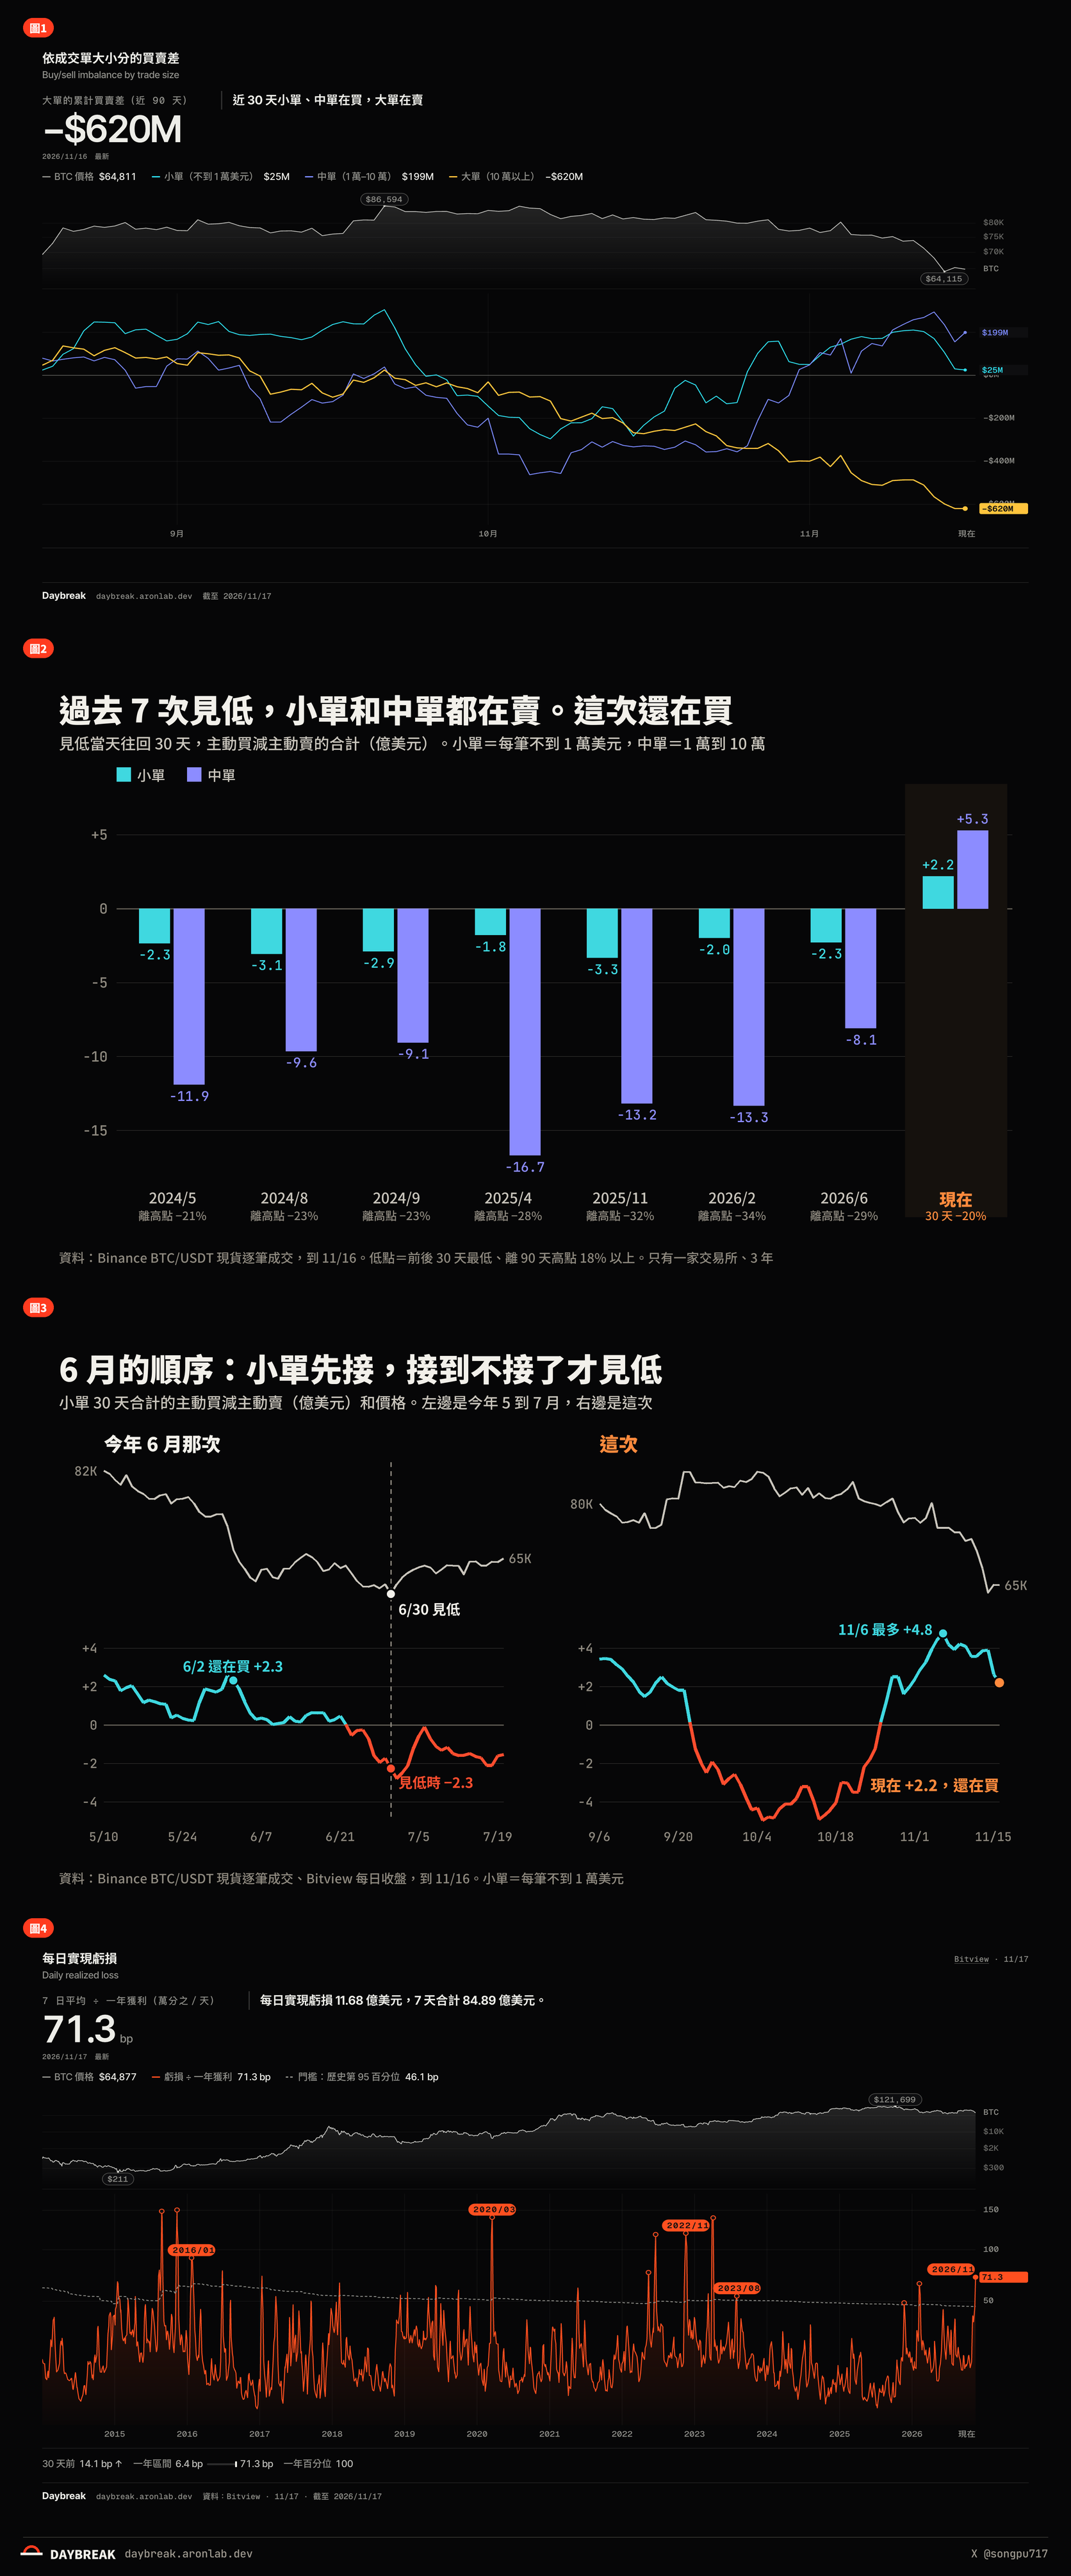 圖1
依成交單大小分的買賣差
Buy/sell imbalance by trade size
大單的累計買賣差（近 90 天）
近 30 天小單、中單在買，大單在賣
−$620M
2026/11/16 最新
BTC 價格 $64,811 小單（不到 1 萬美元） $25M 中單（1 萬–10 萬） $199M 大單（10 萬以上） −$620M
$86,594
$80K
$75K
$70K
BTC
$64,115
$199M
$25M
−$200M
−$400M
−$620M
9月 10月 11月 現在
Daybreak daybreak.aronlab.dev 截至 2026/11/17
圖2
過去 7 次見低，小單和中單都在賣。這次還在買
見低當天往回 30 天，主動買減主動賣的合計（億美元）。小單＝每筆不到 1 萬美元，中單＝1 萬到 10 萬
小單 中單
+5
0
-5
-10
-15
-2.3 -11.9
-3.1 -9.6
-2.9 -9.1
-1.8 -16.7
-3.3 -13.2
-2.0 -13.3
-2.3 -8.1
+2.2 +5.3
2024/5 2024/8 2024/9 2025/4 2025/11 2026/2 2026/6 現在
離高點 −21% 離高點 −23% 離高點 −23% 離高點 −28% 離高點 −32% 離高點 −34% 離高點 −29% 30 天 −20%
資料：Binance BTC/USDT 現貨逐筆成交，到 11/16。低點＝前後 30 天最低、離 90 天高點 18% 以上。只有一家交易所、3 年
圖3
6 月的順序：小單先接，接到不接了才見低
小單 30 天合計的主動買減主動賣（億美元）和價格。左邊是今年 5 到 7 月，右邊是這次
今年 6 月那次
82K
65K
6/30 見低
+4
+2
0
-2
-4
6/2 還在買 +2.3
見低時 −2.3
5/10 5/24 6/7 6/21 7/5 7/19
這次
80K
65K
11/6 最多 +4.8
+4
+2
0
-2
-4
現在 +2.2，還在買
9/6 9/20 10/4 10/18 11/1 11/15
資料：Binance BTC/USDT 現貨逐筆成交、Bitview 每日收盤，到 11/16。小單＝每筆不到 1 萬美元
圖4
每日實現虧損
Bitview · 11/17
Daily realized loss
7 日平均 ÷ 一年獲利（萬分之 / 天）
每日實現虧損 11.68 億美元，7 天合計 84.89 億美元。
71.3 bp
2026/11/17 最新
BTC 價格 $64,877 虧損 ÷ 一年獲利 71.3 bp 門檻：歷史第 95 百分位 46.1 bp
$121,699
BTC
$10K
$2K
$300
$211
150
100
50
2016/01
2020/03
2022/11
2023/08
2026/11
71.3
2015 2016 2017 2018 2019 2020 2021 2022 2023 2024 2025 2026 現在
30 天前 14.1 bp ↑ 一年區間 6.4 bp 71.3 bp 一年百分位 100
Daybreak daybreak.aronlab.dev 資料：Bitview · 11/17 · 截至 2026/11/17
DAYBREAK daybreak.aronlab.dev
X @songpu717